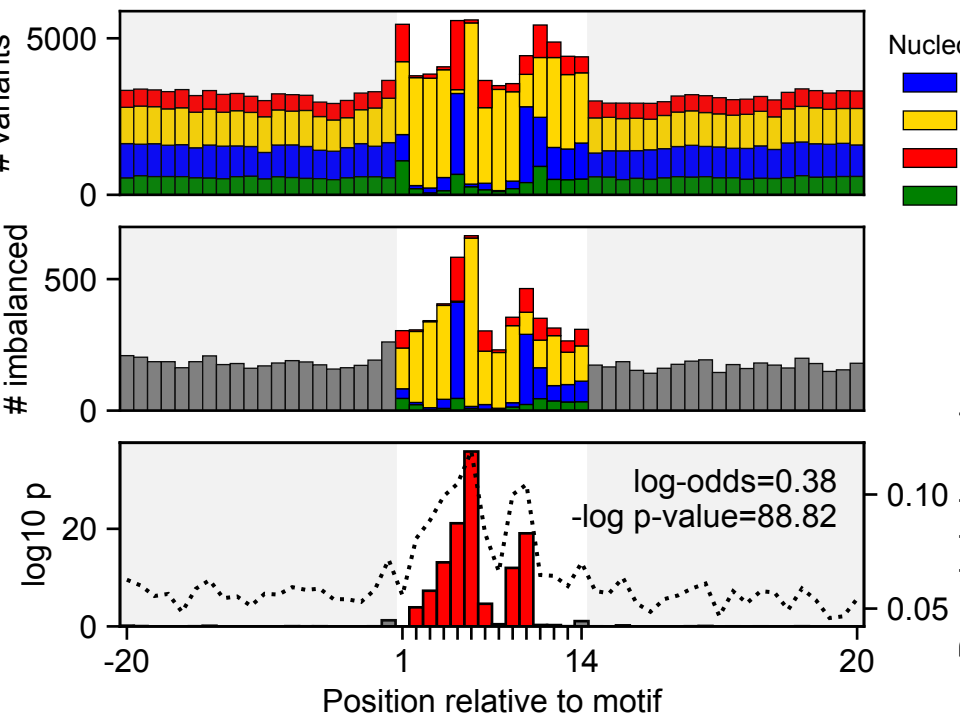 # variants
5000
0
Nucleo
# imbalanced
500
0
log10 p
20
0
log-odds=0.38
-log p-value=88.82
0.10
0.05
-20
1
14
20
Position relative to motif